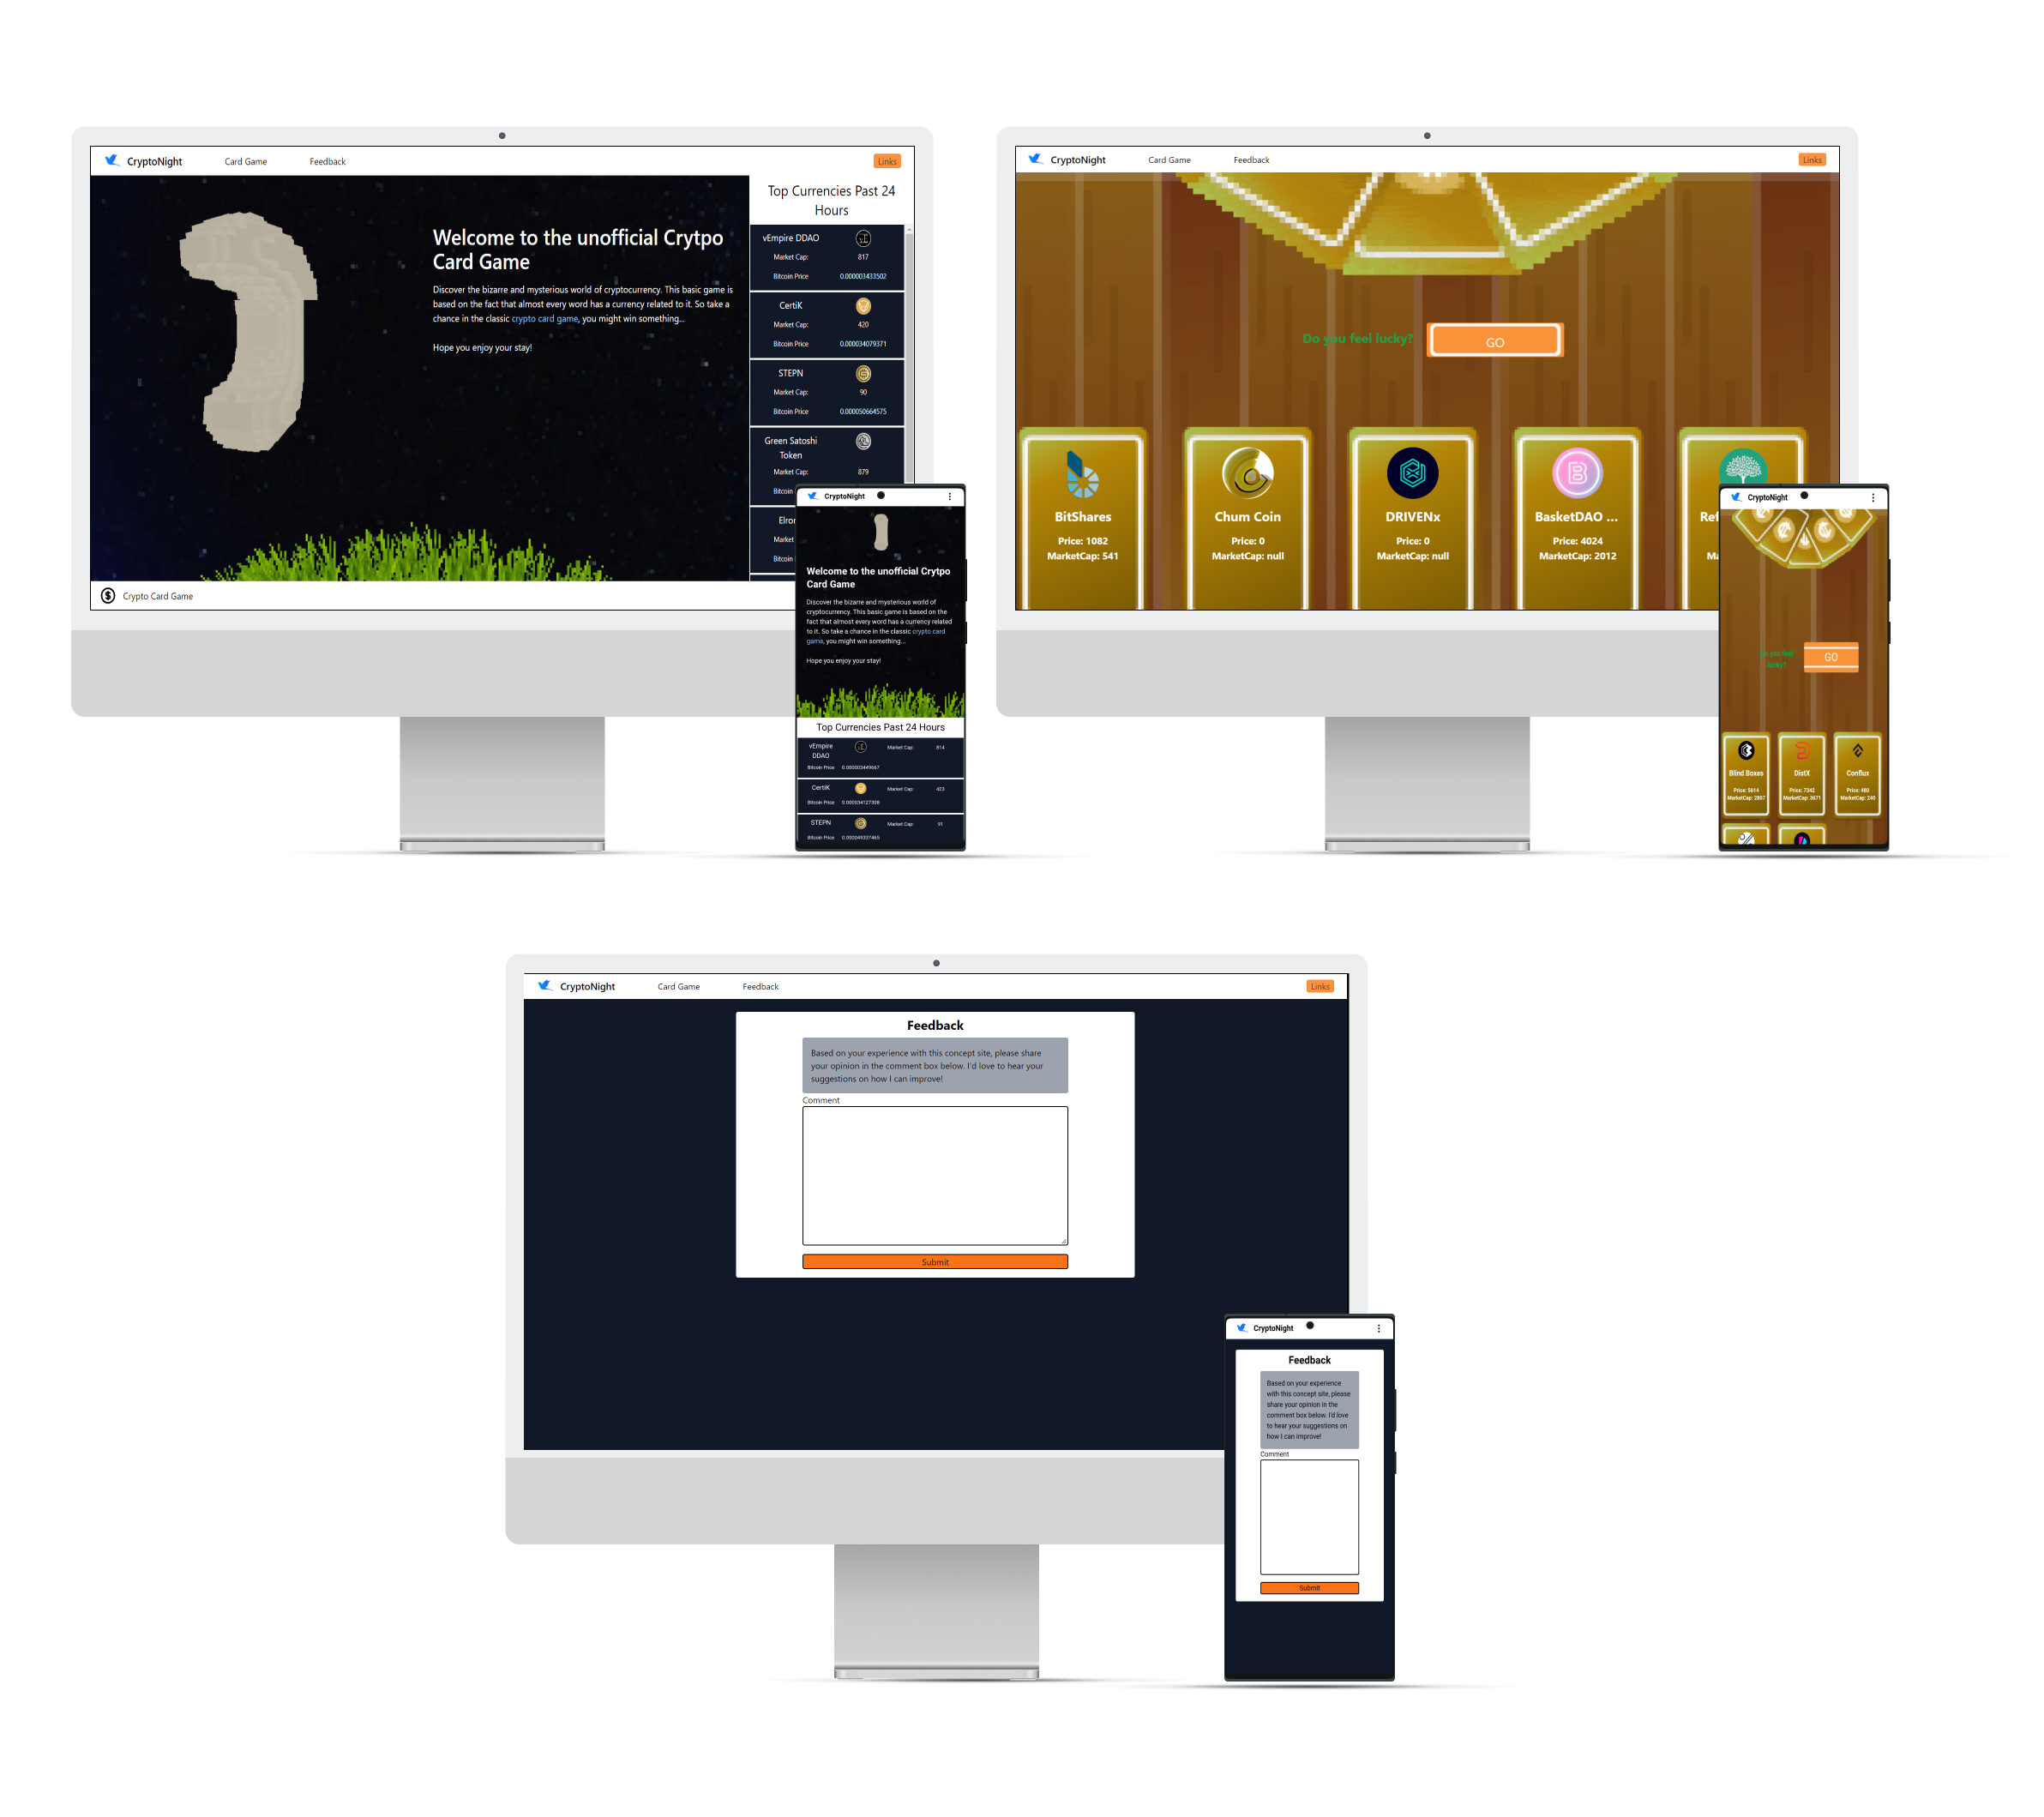 CryptoNight
Card Game
Feedback
Links
Welcome to the unofficial Crytpo
Card Game
Discover the bizarre and mysterious world of cryptocurrency. This basic game is
based on the fact that almost every word has a currency related to it. So take a
chance in the classic crypto card game, you might win something...
Hope you enjoy your stay!
Top Currencies Past 24
Hours
vEmpire DDAO
Market Cap: 817
Bitcoin Price 0.000003433502
CertiK
Market Cap: 420
Bitcoin Price 0.000034079371
STEPN
Market Cap: 90
Bitcoin Price 0.000050664575
Green Satoshi
Token
Market Cap: 879
Bitcoin
Elror
Market
Bitcoin
Crypto Card Game
CryptoNight
Welcome to the unofficial Crytpo
Card Game
Discover the bizarre and mysterious world of
cryptocurrency. This basic game is based on the
fact that almost every word has a currency related
to it. So take a chance in the classic crypto card
game, you might win something...
Hope you enjoy your stay!
Top Currencies Past 24 Hours
vEmpire
DDAO
Market Cap: 814
Bitcoin Price 0.000003449667
CertiK
Market Cap: 423
Bitcoin Price 0.000034127308
STEPN
Market Cap: 91
Bitcoin Price 0.000049337465
CryptoNight
Card Game
Feedback
Links
Do you feel lucky?
GO
BitShares
Price: 1082
MarketCap: 541
Chum Coin
Price: 0
MarketCap: null
DRIVENx
Price: 0
MarketCap: null
BasketDAO ...
Price: 4024
MarketCap: 2012
Ref
Ma
CryptoNight
Do you feel
lucky?
GO
Blind Boxes
Price: 5614
MarketCap: 2807
DistX
Price: 7342
MarketCap: 3671
Conflux
Price: 480
MarketCap: 240
CryptoNight
Card Game
Feedback
Links
Feedback
Based on your experience with this concept site, please share
your opinion in the comment box below. I'd love to hear your
suggestions on how I can improve!
Comment
Submit
CryptoNight
Feedback
Based on your experience
with this concept site, please
share your opinion in the
comment box below. I'd love
to hear your suggestions on
how I can improve!
Comment
Submit